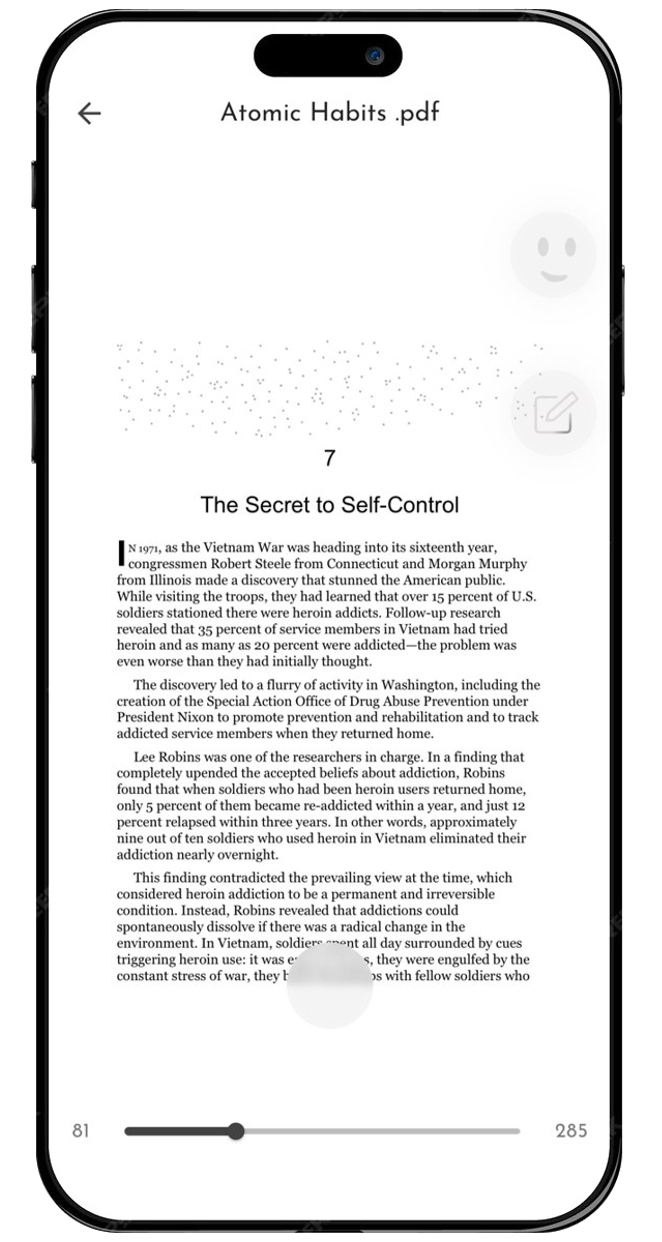 Atomic Habits .pdf
7
The Secret to Self-Control
IN 1971, as the Vietnam War was heading into its sixteenth year,
congressmen Robert Steele from Connecticut and Morgan Murphy
from Illinois made a discovery that stunned the American public.
While visiting the troops, they had learned that over 15 percent of U.S.
soldiers stationed there were heroin addicts. Follow-up research
revealed that 35 percent of service members in Vietnam had tried
heroin and as many as 20 percent were addicted—the problem was
even worse than they had initially thought.
The discovery led to a flurry of activity in Washington, including the
creation of the Special Action Office of Drug Abuse Prevention under
President Nixon to promote prevention and rehabilitation and to track
addicted service members when they returned home.
Lee Robins was one of the researchers in charge. In a finding that
completely upended the accepted beliefs about addiction, Robins
found that when soldiers who had been heroin users returned home,
only 5 percent of them became re-addicted within a year, and just 12
percent relapsed within three years. In other words, approximately
nine out of ten soldiers who used heroin in Vietnam eliminated their
addiction nearly overnight.
This finding contradicted the prevailing view at the time, which
considered heroin addiction to be a permanent and irreversible
condition. Instead, Robins revealed that addictions could
spontaneously dissolve if there was a radical change in the
environment. In Vietnam, soldiers spent all day surrounded by cues
triggering heroin use: it was they were engulfed by the
constant stress of war, they with fellow soldiers who
81
285